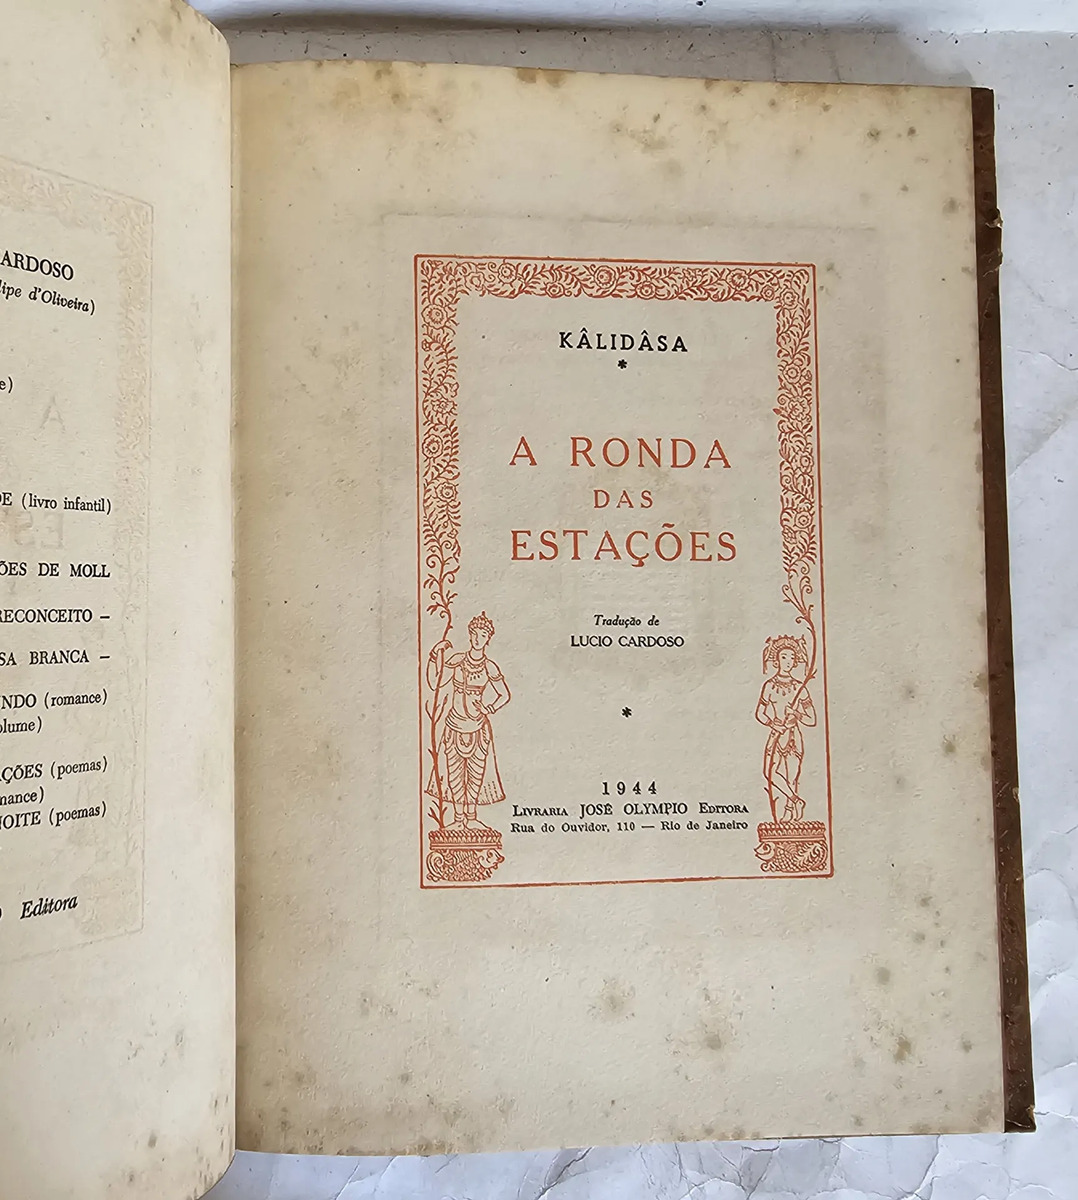 ARDOSO
lipe d'Oliveira)
e)
DE (livro infantil)
ÕES DE MOLL
RECONCEITO –
SA BRANCA –
NDO (romance)
olume)
AÇÕES (poemas)
mance)
NOITE (poemas)
O Editora
KÂLIDÂSA
*
A RONDA
DAS
ESTAÇÕES
Tradução de
LUCIO CARDOSO
*
1944
LIVRARIA JOSÉ OLYMPIO EDITORA
Rua do Ouvidor, 110 — Rio de Janeiro